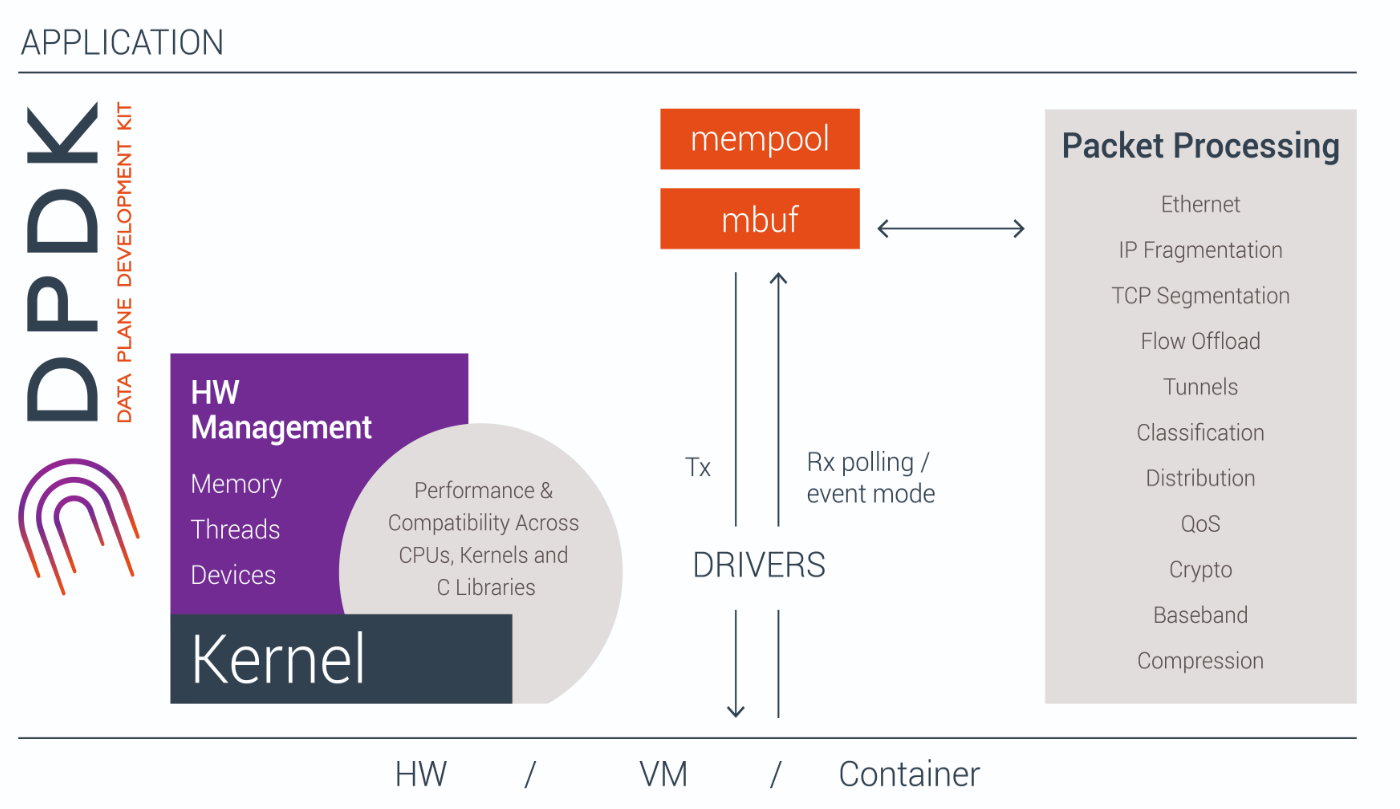 APPLICATION
DPDK
DATA PLANE DEVELOPMENT KIT
HW
Management
Memory
Threads
Devices
Performance &
Compatibility Across
CPUs, Kernels and
C Libraries
Kernel
mempool
mbuf
Tx
Rx polling /
event mode
DRIVERS
Packet Processing
Ethernet
IP Fragmentation
TCP Segmentation
Flow Offload
Tunnels
Classification
Distribution
QoS
Crypto
Baseband
Compression
HW / VM / Container